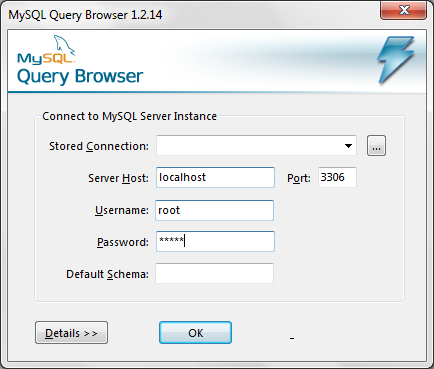 MySQL Query Browser 1.2.14
MySQL
Query Browser
Connect to MySQL Server Instance
Stored Connection:
...
Server Host: localhost Port: 3306
Username: root
Password: *****
Default Schema:
Details >> OK -